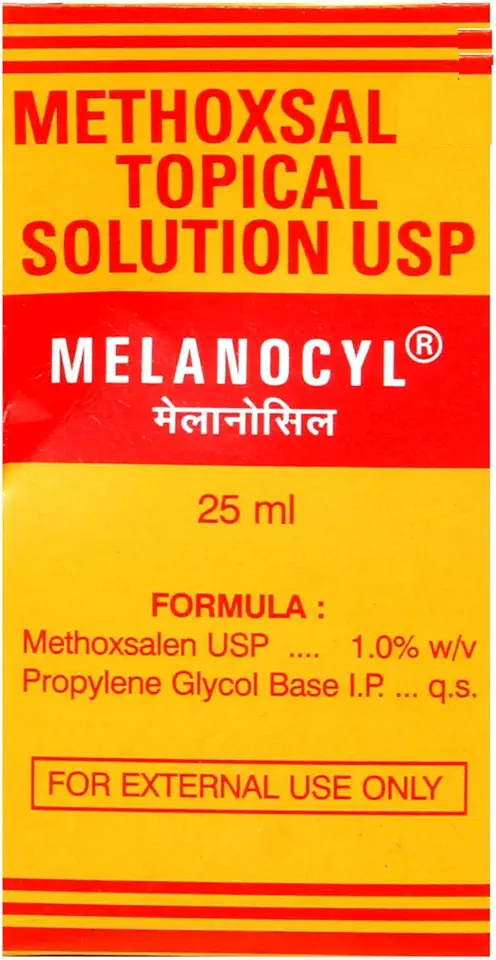 METHOXSAL
TOPICAL
SOLUTION USP
MELANOCYL®
मेलानोसिल
25 ml
FORMULA :
Methoxsalen USP .... 1.0% w/v
Propylene Glycol Base I.P. ... q.s.
FOR EXTERNAL USE ONLY